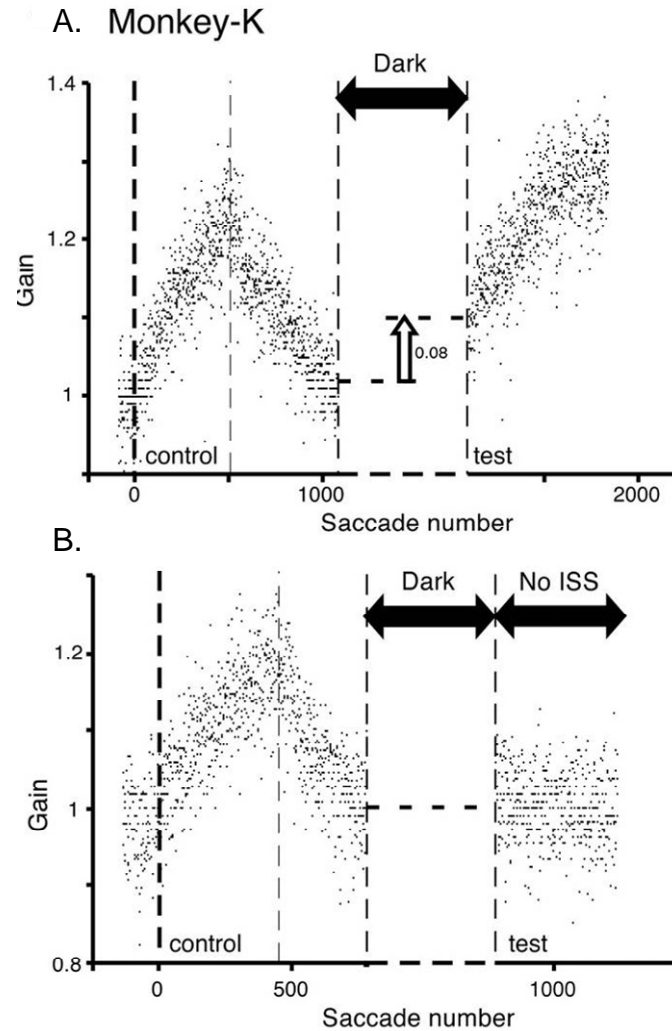 A. Monkey-K
Dark
1.4
1.2
Gain
0.08
1
control
test
0
1000
2000
Saccade number
B.
Dark
No ISS
1.2
Gain
1
control
test
0.8
0
500
1000
Saccade number